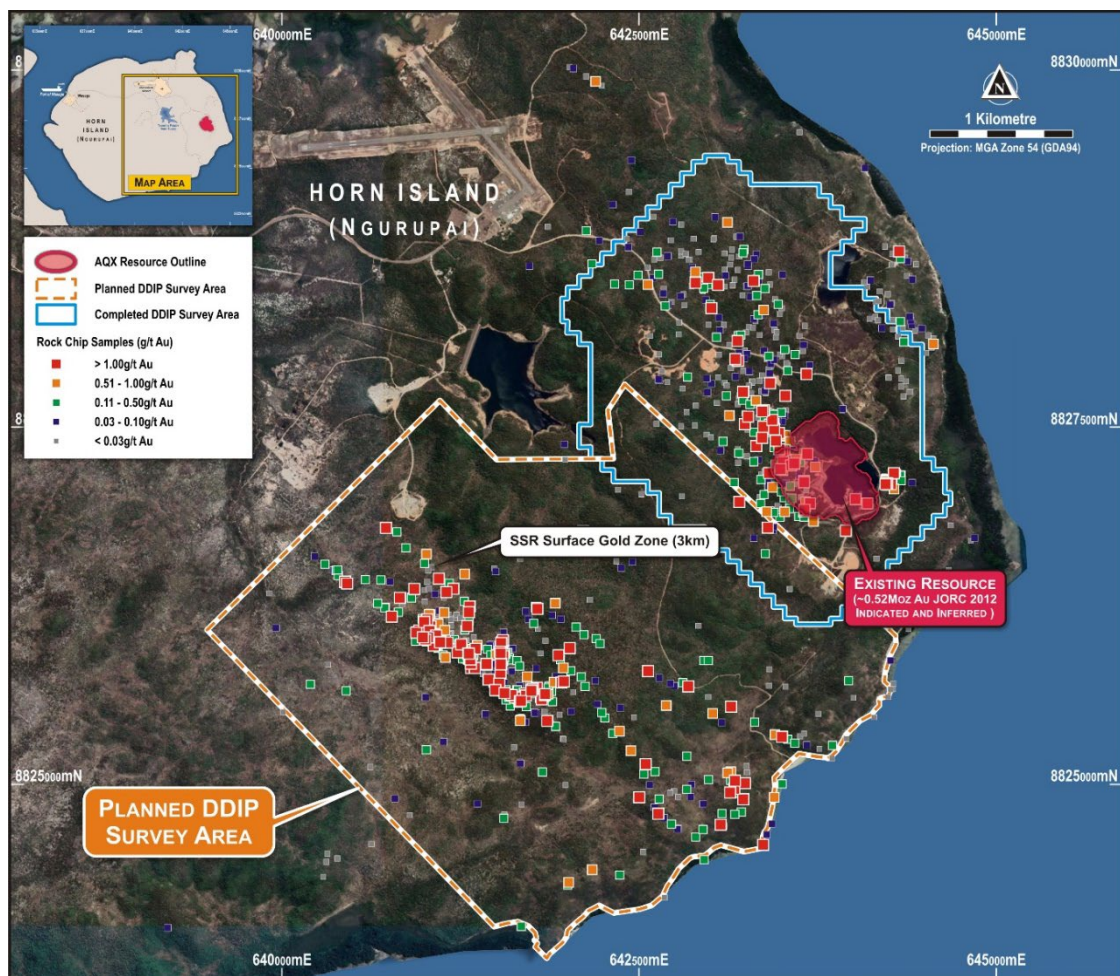 640000mE
642500mE
645000mE
8830000mN
N
1 Kilometre
Projection: MGA Zone 54 (GDA94)
HORN
ISLAND
(NGURUPAI)
MAP AREA
HORN ISLAND
(NGURUPAI)
AQX Resource Outline
Planned DDIP Survey Area
Completed DDIP Survey Area
Rock Chip Samples (g/t Au)
> 1.00g/t Au
0.51 - 1.00g/t Au
0.11 - 0.50g/t Au
0.03 - 0.10g/t Au
< 0.03g/t Au
8827500mN
SSR Surface Gold Zone (3km)
EXISTING RESOURCE
(~0.52MOZ AU JORC 2012
INDICATED AND INFERRED )
8825000mN
8825000mN
PLANNED DDIP
SURVEY AREA
640000mE
642500mE
645000mE